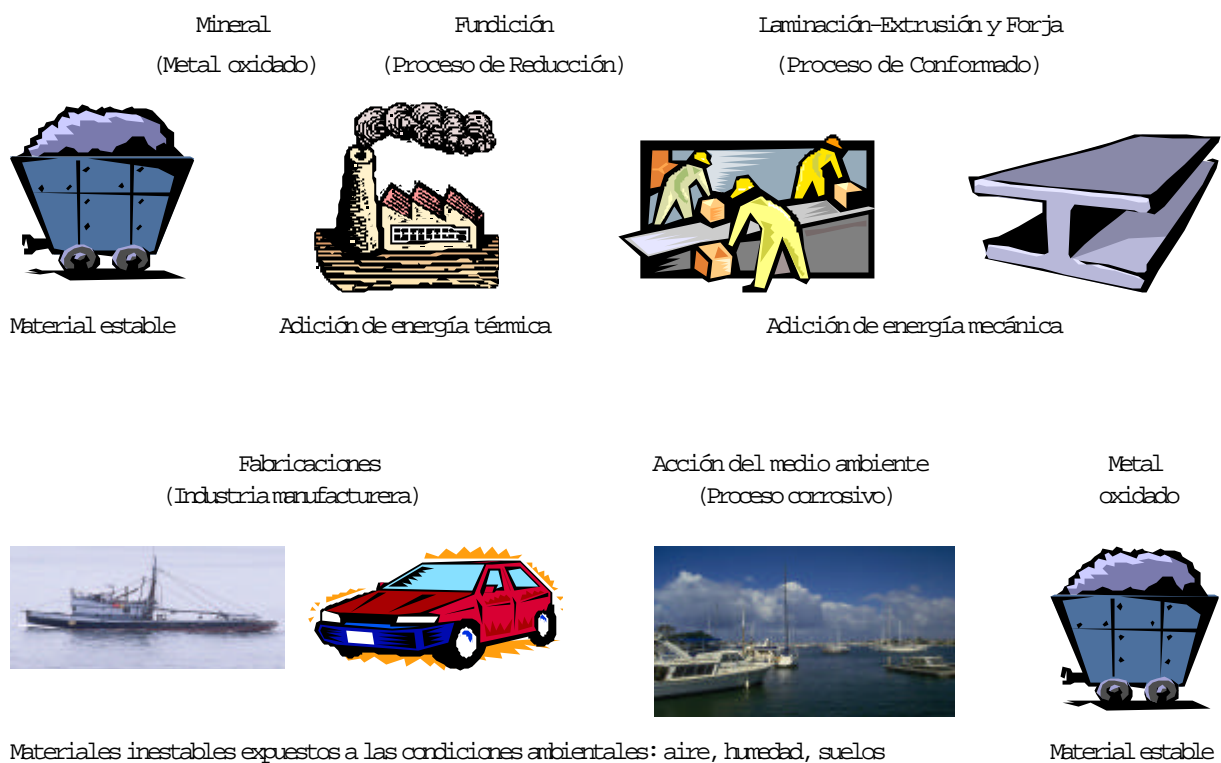 Mineral Fundición Laminación-Extrusión y Forja
(Metal oxidado) (Proceso de Reducción) (Proceso de Conformado)
Material estable Adición de energía térmica Adición de energía mecánica
Fabricaciones Acción del medio ambiente Metal
(Industria manufacturera) (Proceso corrosivo) oxidado
Materiales inestables expuestos a las condiciones ambientales: aire, humedad, suelos Material estable